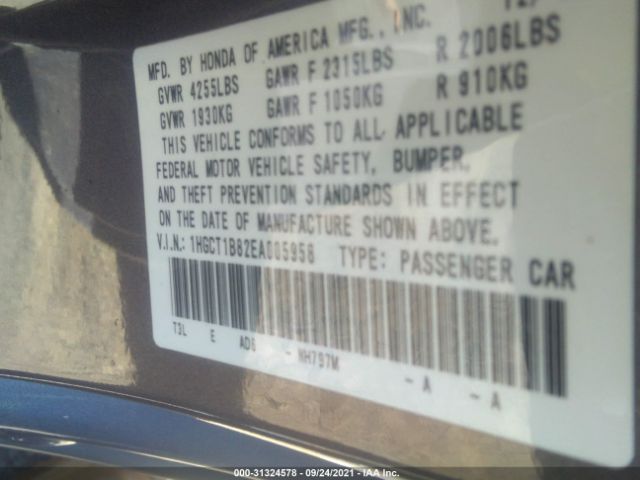 MFD. BY HONDA OF AMERICA MFG., INC. 12/
GVWR 4255LBS GAWR F 2315LBS R 2006LBS
GVWR 1930KG GAWR F 1050KG R 910KG
THIS VEHICLE CONFORMS TO ALL APPLICABLE
FEDERAL MOTOR VEHICLE SAFETY, BUMPER,
AND THEFT PREVENTION STANDARDS IN EFFECT
ON THE DATE OF MANUFACTURE SHOWN ABOVE.
V.I.N.: 1HGCT1B82EA005958 TYPE: PASSENGER CAR
T3L E AD6 - NH797M - A - A
000-31324578 - 09/24/2021 - IAA Inc.